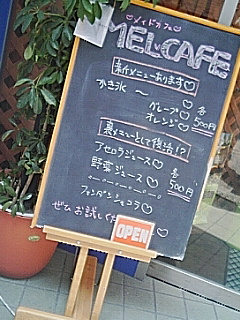 ♡メイドカフェ♡
MEL♡CAFE
新メニューあります♡
かき氷 〜
グレープ♡
オレンジ♡
各500円
裏メニューとして復活!?
アセロラジュース♡
野菜ジュース♡
各500円
フォンダンショコラ♡
ぜひお試しくだ
OPEN